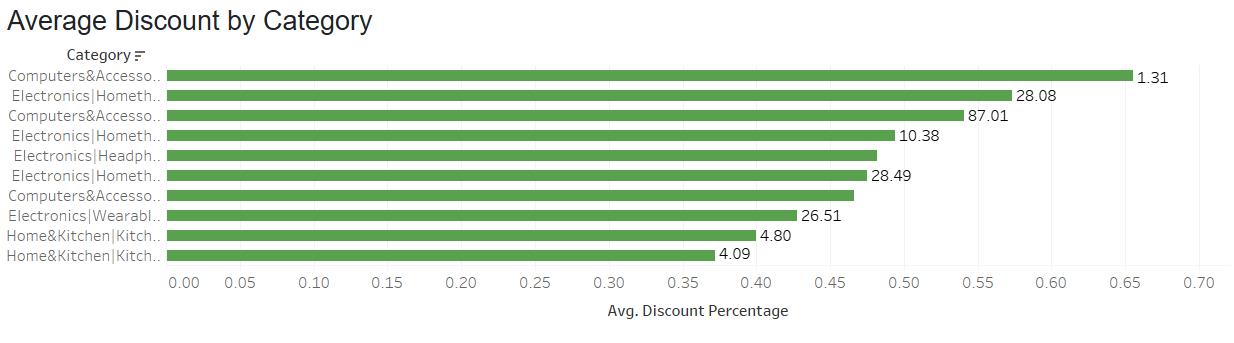 Average Discount by Category
Category
Computers&Accesso.. 1.31
Electronics|Hometh.. 28.08
Computers&Accesso.. 87.01
Electronics|Hometh.. 10.38
Electronics|Headph..
Electronics|Hometh.. 28.49
Computers&Accesso..
Electronics|Wearabl.. 26.51
Home&Kitchen|Kitch.. 4.80
Home&Kitchen|Kitch.. 4.09
0.00 0.05 0.10 0.15 0.20 0.25 0.30 0.35 0.40 0.45 0.50 0.55 0.60 0.65 0.70
Avg. Discount Percentage